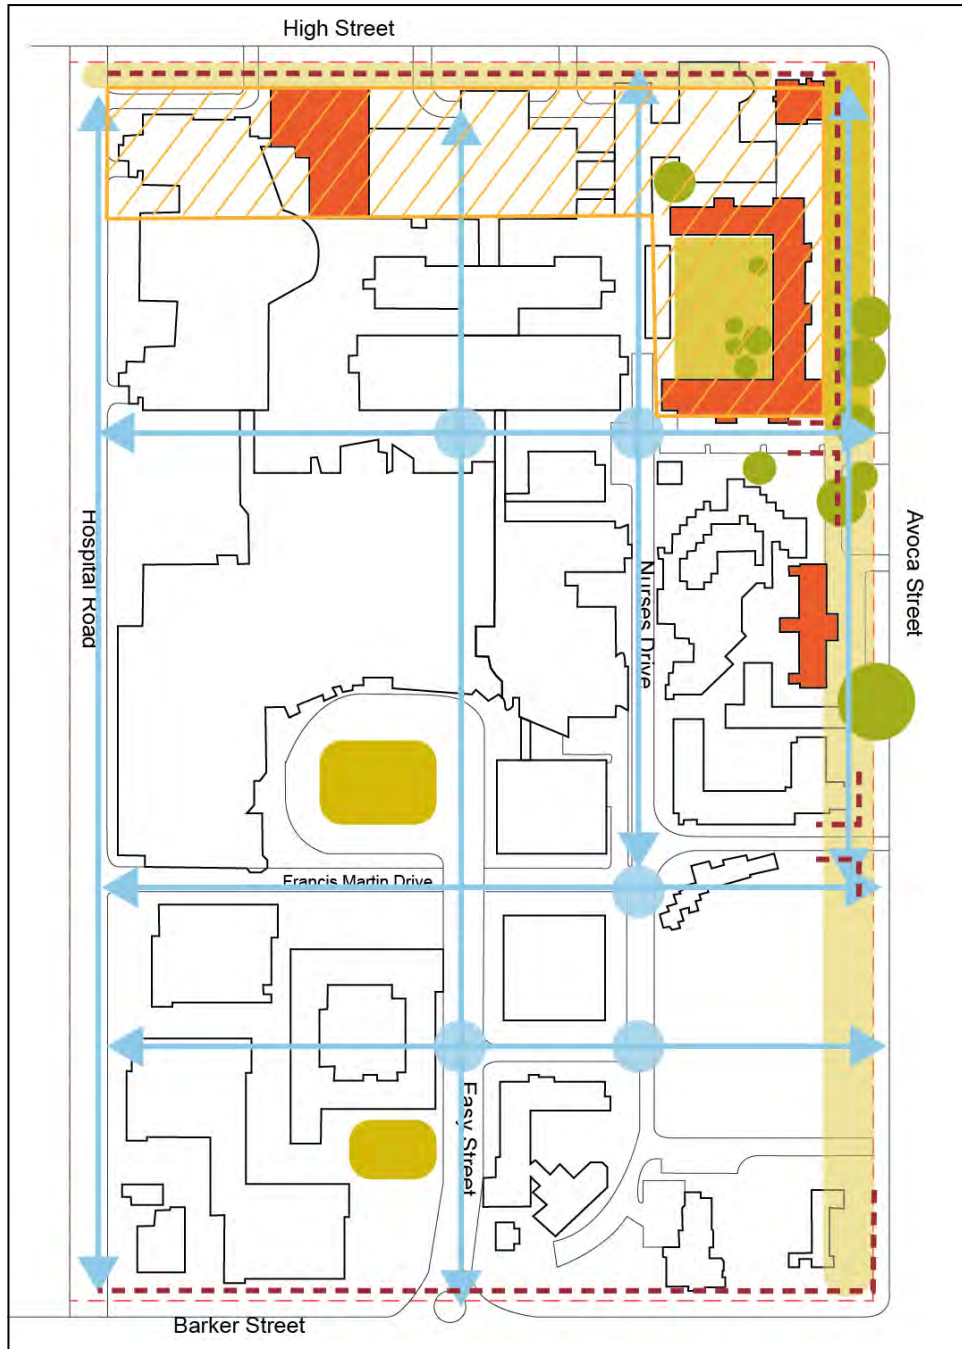 High Street
Hospital Road
Nurses Drive
Avoca Street
Francis Martin Drive
Easy Street
Barker Street